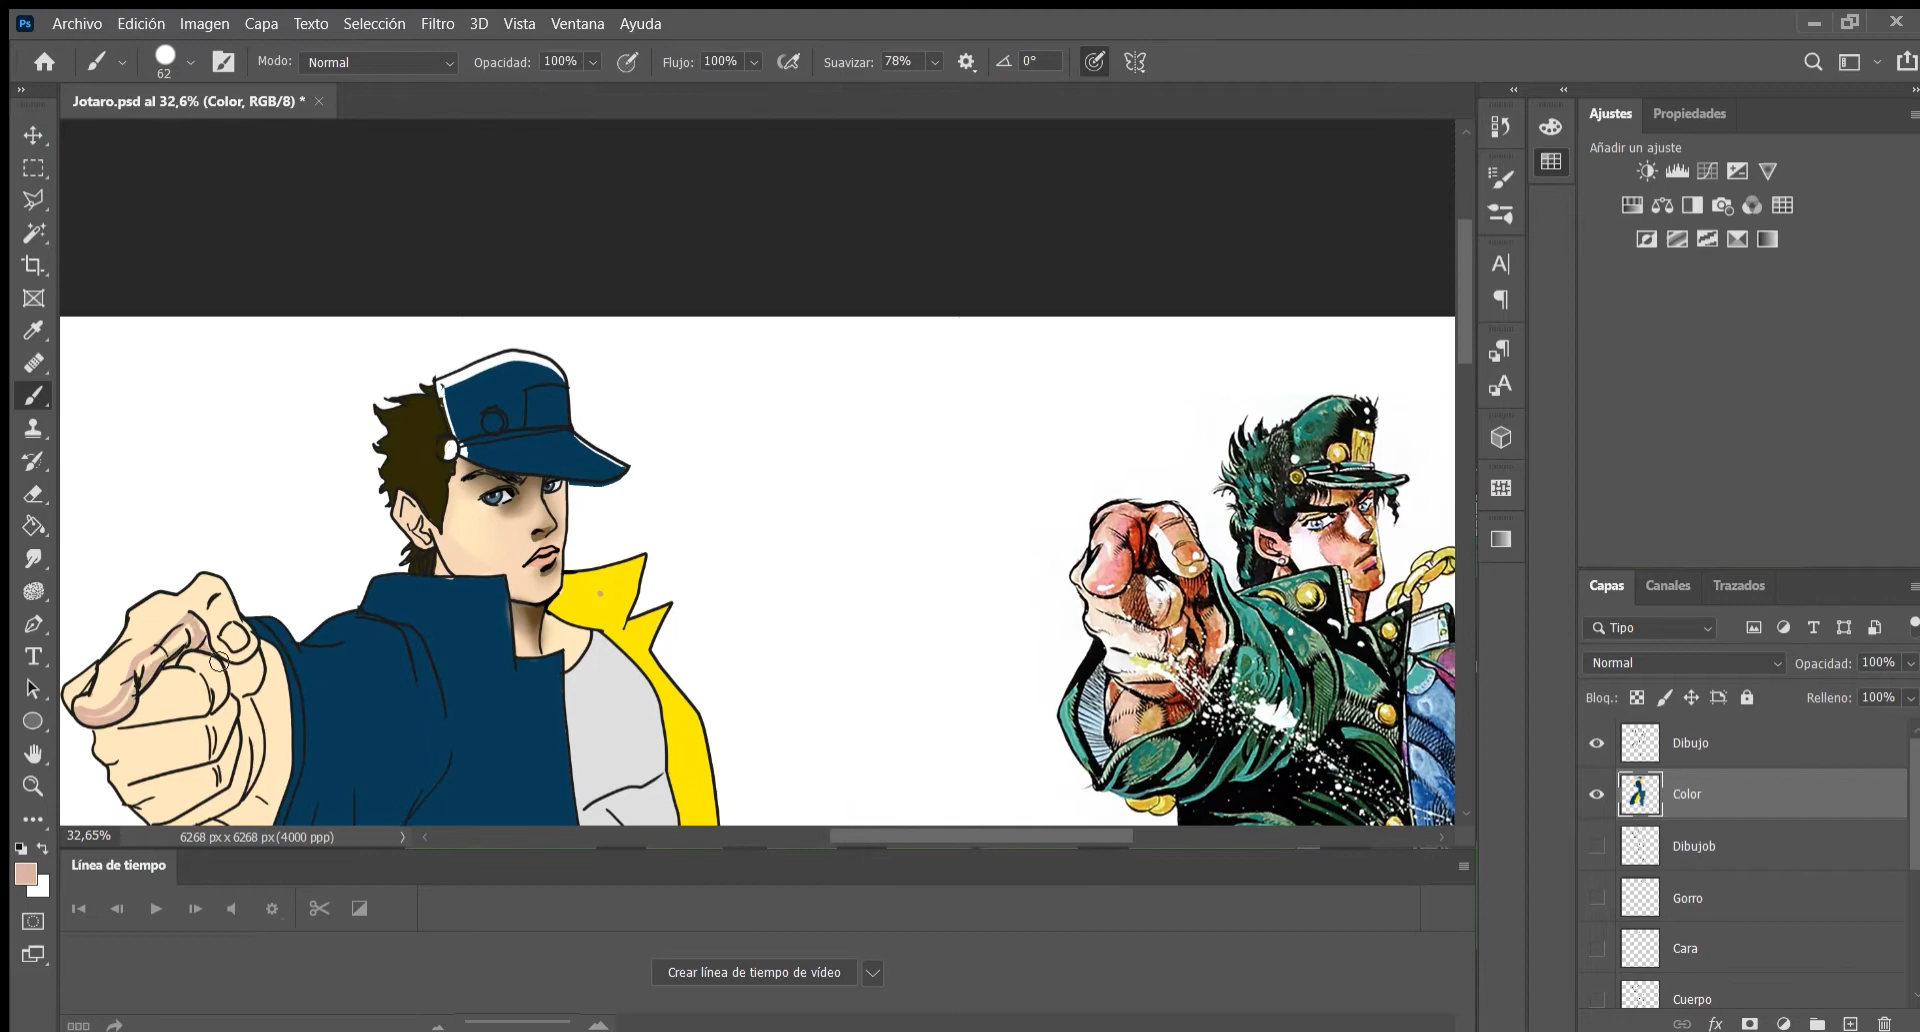 Ps Archivo Edición Imagen Capa Texto Selección Filtro 3D Vista Ventana Ayuda
62 Modo: Normal Opacidad: 100% Flujo: 100% Suavizar: 78% 0°
Jotaro.psd al 32,6% (Color, RGB/8) *
Ajustes Propiedades
Añadir un ajuste
Capas Canales Trazados
Tipo
Normal Opacidad: 100%
Bloq.: Relleno: 100%
Dibujo
Color
Dibujob
Gorro
Cara
Cuerpo
32,65% 6268 px x 6268 px (4000 ppp)
Línea de tiempo
Crear línea de tiempo de vídeo
fx